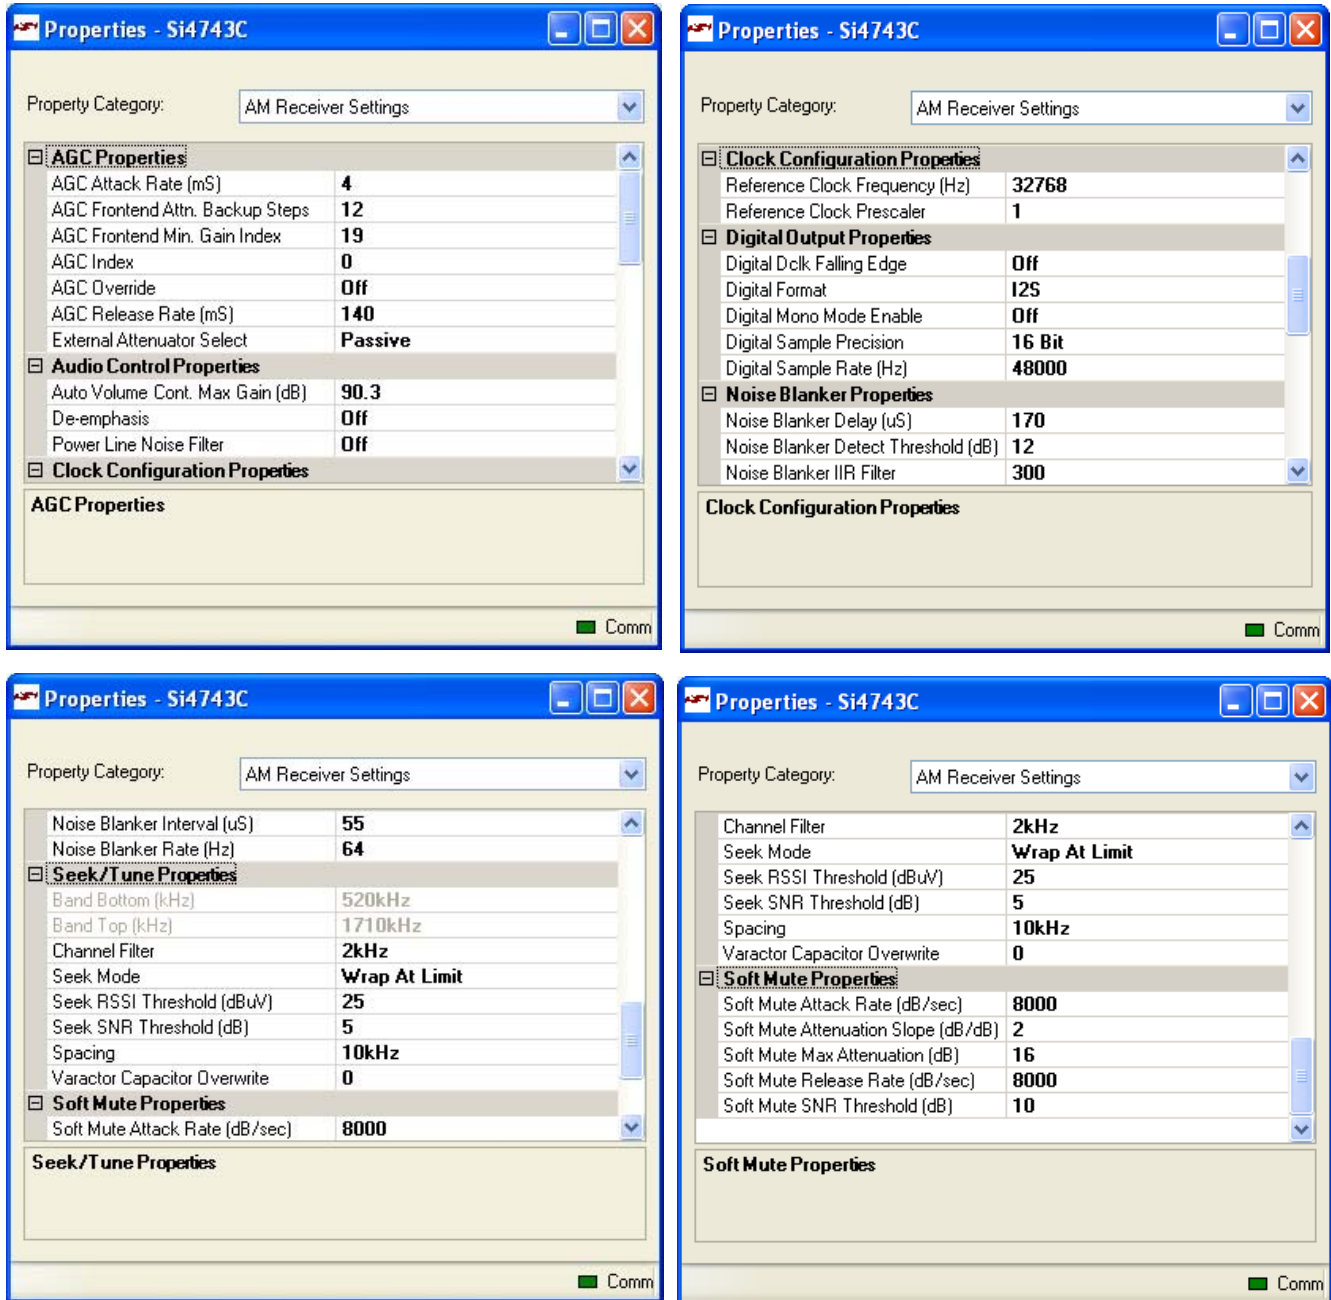 Properties - Si4743C
Property Category: AM Receiver Settings
AGC Properties
AGC Attack Rate (mS) 4
AGC Frontend Attn. Backup Steps 12
AGC Frontend Min. Gain Index 19
AGC Index 0
AGC Override Off
AGC Release Rate (mS) 140
External Attenuator Select Passive
Audio Control Properties
Auto Volume Cont. Max Gain (dB) 90.3
De-emphasis Off
Power Line Noise Filter Off
Clock Configuration Properties
AGC Properties
Comm
Properties - Si4743C
Property Category: AM Receiver Settings
Clock Configuration Properties
Reference Clock Frequency (Hz) 32768
Reference Clock Prescaler 1
Digital Output Properties
Digital Dclk Falling Edge Off
Digital Format I2S
Digital Mono Mode Enable Off
Digital Sample Precision 16 Bit
Digital Sample Rate (Hz) 48000
Noise Blanker Properties
Noise Blanker Delay (uS) 170
Noise Blanker Detect Threshold (dB) 12
Noise Blanker IIR Filter 300
Clock Configuration Properties
Comm
Properties - Si4743C
Property Category: AM Receiver Settings
Noise Blanker Interval (uS) 55
Noise Blanker Rate (Hz) 64
Seek/Tune Properties
Band Bottom (kHz) 520kHz
Band Top (kHz) 1710kHz
Channel Filter 2kHz
Seek Mode Wrap At Limit
Seek RSSI Threshold (dBuV) 25
Seek SNR Threshold (dB) 5
Spacing 10kHz
Varactor Capacitor Overwrite 0
Soft Mute Properties
Soft Mute Attack Rate (dB/sec) 8000
Seek/Tune Properties
Comm
Properties - Si4743C
Property Category: AM Receiver Settings
Channel Filter 2kHz
Seek Mode Wrap At Limit
Seek RSSI Threshold (dBuV) 25
Seek SNR Threshold (dB) 5
Spacing 10kHz
Varactor Capacitor Overwrite 0
Soft Mute Properties
Soft Mute Attack Rate (dB/sec) 8000
Soft Mute Attenuation Slope (dB/dB) 2
Soft Mute Max Attenuation (dB) 16
Soft Mute Release Rate (dB/sec) 8000
Soft Mute SNR Threshold (dB) 10
Soft Mute Properties
Comm